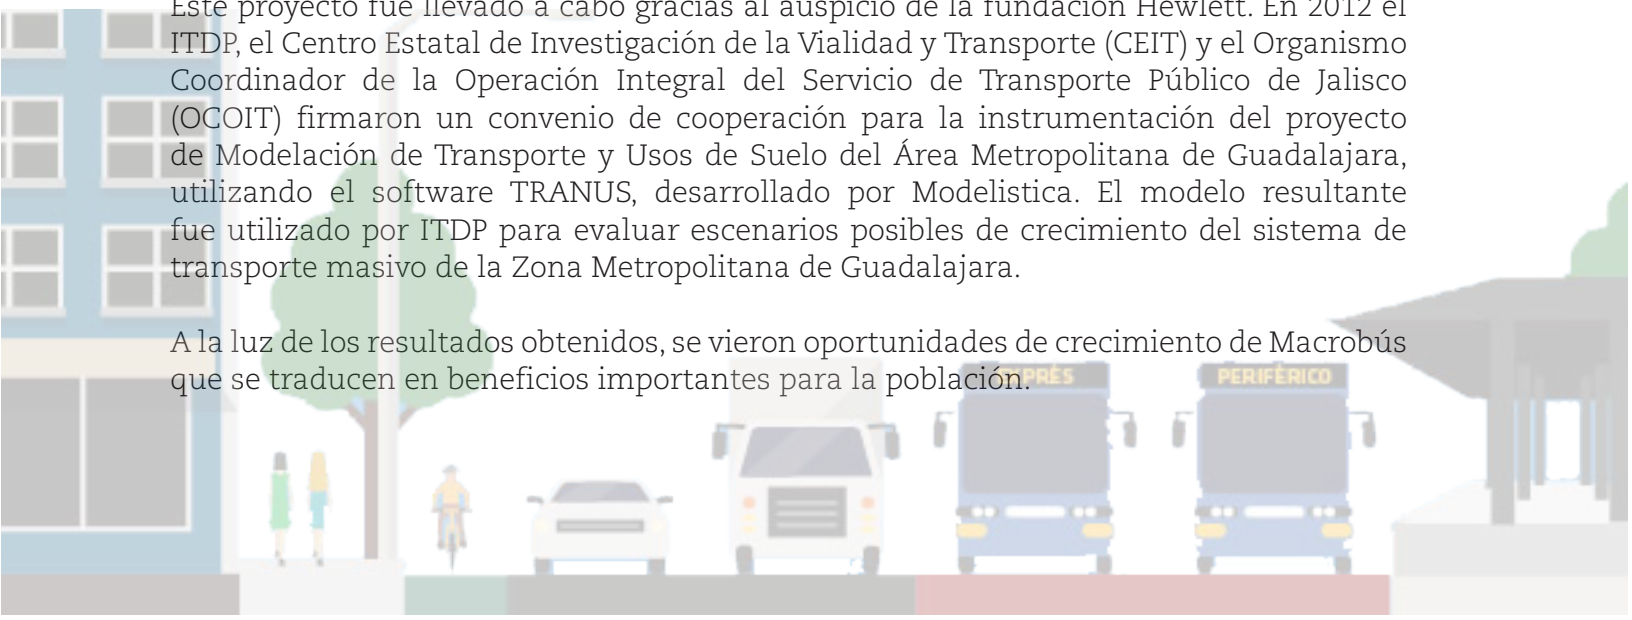 Este proyecto fue llevado a cabo gracias al auspicio de la fundación Hewlett. En 2012 el
ITDP, el Centro Estatal de Investigación de la Vialidad y Transporte (CEIT) y el Organismo
Coordinador de la Operación Integral del Servicio de Transporte Público de Jalisco
(OCOIT) firmaron un convenio de cooperación para la instrumentación del proyecto
de Modelación de Transporte y Usos de Suelo del Área Metropolitana de Guadalajara,
utilizando el software TRANUS, desarrollado por Modelistica. El modelo resultante
fue utilizado por ITDP para evaluar escenarios posibles de crecimiento del sistema de
transporte masivo de la Zona Metropolitana de Guadalajara.
A la luz de los resultados obtenidos, se vieron oportunidades de crecimiento de Macrobús
que se traducen en beneficios importantes para la población.
EXPRÈS
PERIFÈRICO